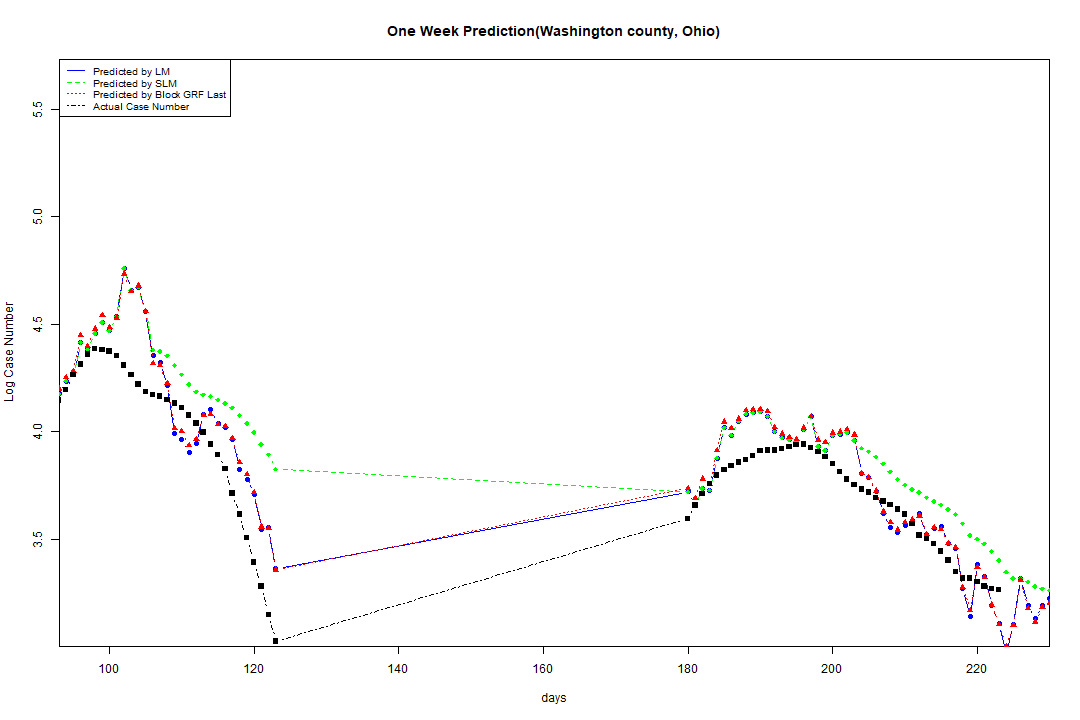 One Week Prediction(Washington county, Ohio)
Predicted by LM
Predicted by SLM
Predicted by Block GRF Last
Actual Case Number
5.5
5.0
4.5
4.0
3.5
Log Case Number
100 120 140 160 180 200 220
days